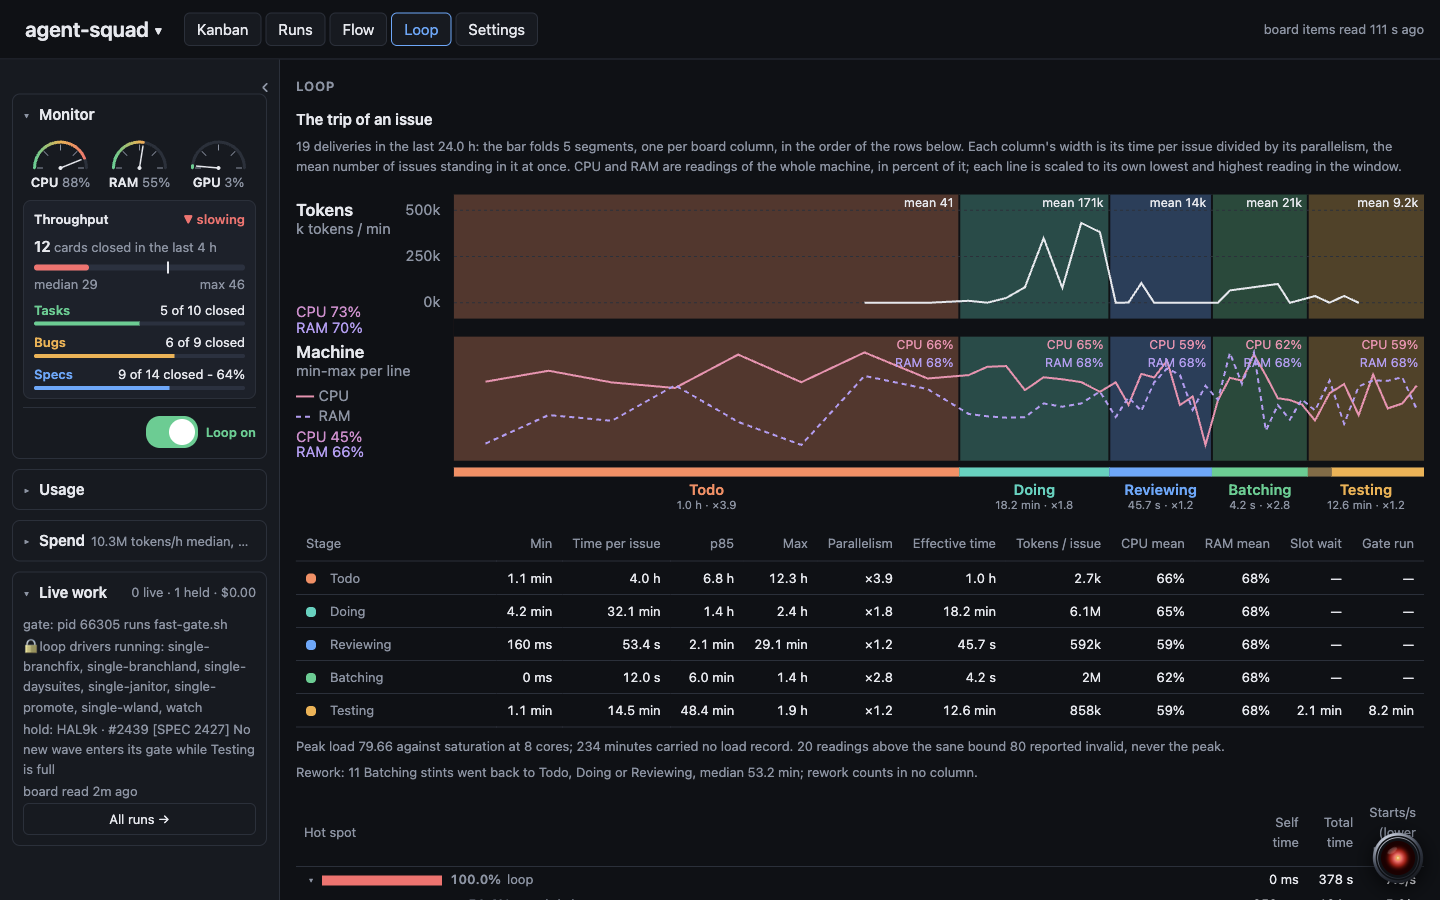 agent-squad ▾
Kanban
Runs
Flow
Loop
Settings
board items read 111 s ago
Monitor
CPU 88%
RAM 55%
GPU 3%
Throughput
▼ slowing
12 cards closed in the last 4 h
median 29
max 46
Tasks
5 of 10 closed
Bugs
6 of 9 closed
Specs
9 of 14 closed - 64%
Loop on
Usage
Spend 10.3M tokens/h median, ...
Live work
0 live · 1 held · $0.00
gate: pid 66305 runs fast-gate.sh
🔒loop drivers running: single-
branchfix, single-branchland, single-
daysuites, single-janitor, single-
promote, single-wland, watch
hold: HAL9k · #2439 [SPEC 2427] No
new wave enters its gate while Testing
is full
board read 2m ago
All runs →
LOOP
The trip of an issue
19 deliveries in the last 24.0 h: the bar folds 5 segments, one per board column, in the order of the rows below. Each column's width is its time per issue divided by its parallelism, the
mean number of issues standing in it at once. CPU and RAM are readings of the whole machine, in percent of it; each line is scaled to its own lowest and highest reading in the window.
Tokens
k tokens / min
500k
250k
0k
mean 41
mean 171k
mean 14k
mean 21k
mean 9.2k
CPU 73%
RAM 70%
Machine
min-max per line
CPU
RAM
CPU 45%
RAM 66%
CPU 66%
RAM 68%
CPU 65%
RAM 68%
CPU 59%
RAM 68%
CPU 62%
RAM 68%
CPU 59%
RAM 68%
Todo
1.0 h · ×3.9
Doing
18.2 min · ×1.8
Reviewing
45.7 s · ×1.2
Batching
4.2 s · ×2.8
Testing
12.6 min · ×1.2
Stage Min Time per issue p85 Max Parallelism Effective time Tokens / issue CPU mean RAM mean Slot wait Gate run
Todo 1.1 min 4.0 h 6.8 h 12.3 h ×3.9 1.0 h 2.7k 66% 68% — —
Doing 4.2 min 32.1 min 1.4 h 2.4 h ×1.8 18.2 min 6.1M 65% 68% — —
Reviewing 160 ms 53.4 s 2.1 min 29.1 min ×1.2 45.7 s 592k 59% 68% — —
Batching 0 ms 12.0 s 6.0 min 1.4 h ×2.8 4.2 s 2M 62% 68% — —
Testing 1.1 min 14.5 min 48.4 min 1.9 h ×1.2 12.6 min 858k 59% 68% 2.1 min 8.2 min
Peak load 79.66 against saturation at 8 cores; 234 minutes carried no load record. 20 readings above the sane bound 80 reported invalid, never the peak.
Rework: 11 Batching stints went back to Todo, Doing or Reviewing, median 53.2 min; rework counts in no column.
Hot spot
Self
time
Total
time
Starts/s
(lower
100.0% loop
0 ms
378 s